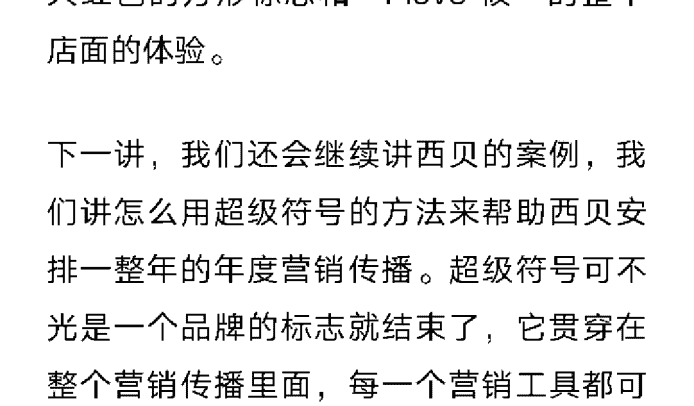 店面的体验。
下一讲，我们还会继续讲西贝的案例，我
们讲怎么用超级符号的方法来帮助西贝安
排一整年的年度营销传播。超级符号可不
光是一个品牌的标志就结束了，它贯穿在
整个营销传播里面，每一个营销工具都可